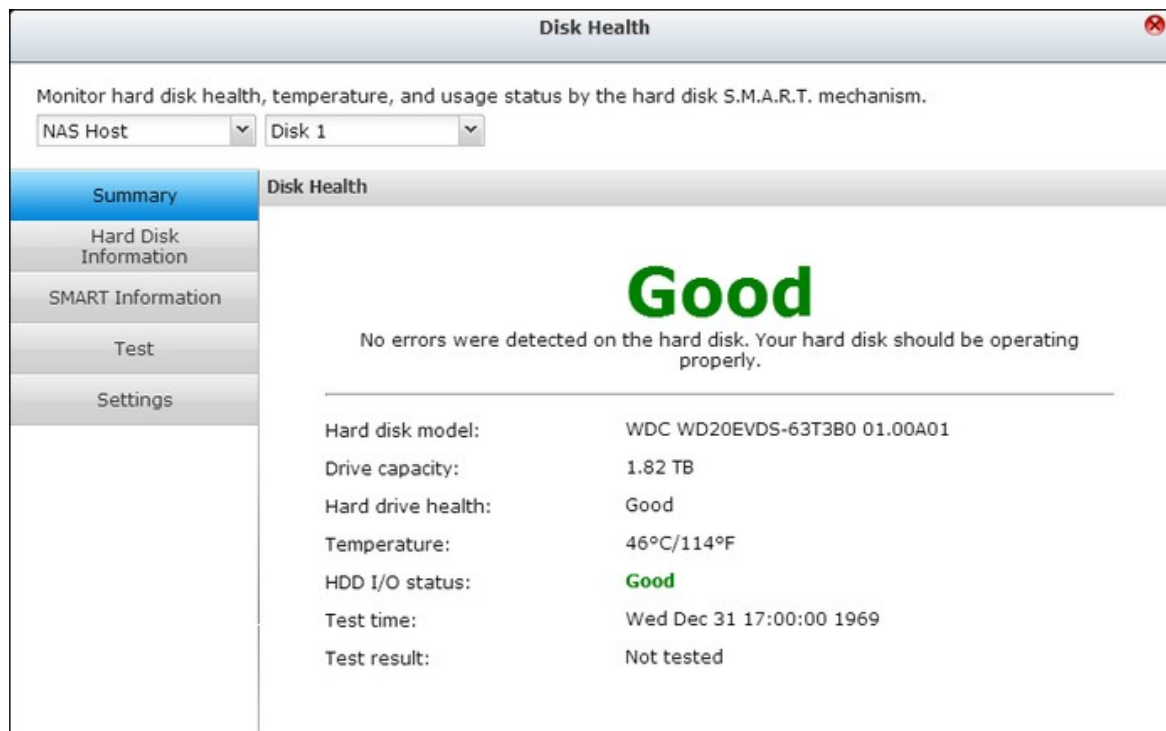 Disk Health
Monitor hard disk health, temperature, and usage status by the hard disk S.M.A.R.T. mechanism.
NAS Host
Disk 1
Summary
Hard Disk
Information
SMART Information
Test
Settings
Disk Health
Good
No errors were detected on the hard disk. Your hard disk should be operating
properly.
Hard disk model: WDC WD20EVDS-63T3B0 01.00A01
Drive capacity: 1.82 TB
Hard drive health: Good
Temperature: 46°C/114°F
HDD I/O status: Good
Test time: Wed Dec 31 17:00:00 1969
Test result: Not tested